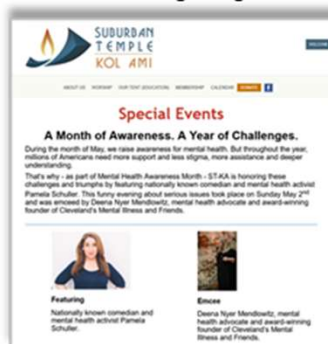 SUBURBAN
TEMPLE
KOL AMI
ABOUT US WORSHIP OUR TENT (EDUCATION) MEMBERSHIP CALENDAR DONATE
Special Events
A Month of Awareness. A Year of Challenges.
During the month of May, we raise awareness for mental health. But throughout the year,
millions of Americans need more support and less stigma, more assistance and deeper
understanding.
That's why - as part of Mental Health Awareness Month - ST-KA is honoring these
challenges and triumphs by featuring nationally known comedian and mental health activist
Pamela Schuller. This funny evening about serious issues took place on Sunday May 2nd
and was emceed by Deena Nyer Mendlowitz, mental health advocate and award-winning
founder of Cleveland's Mental Illness and Friends.
Featuring
Nationally known comedian and
mental health activist Pamela
Schuller.
Emcee
Deena Nyer Mendlowitz, mental
health advocate and award-winning
founder of Cleveland's Mental
Illness and Friends.